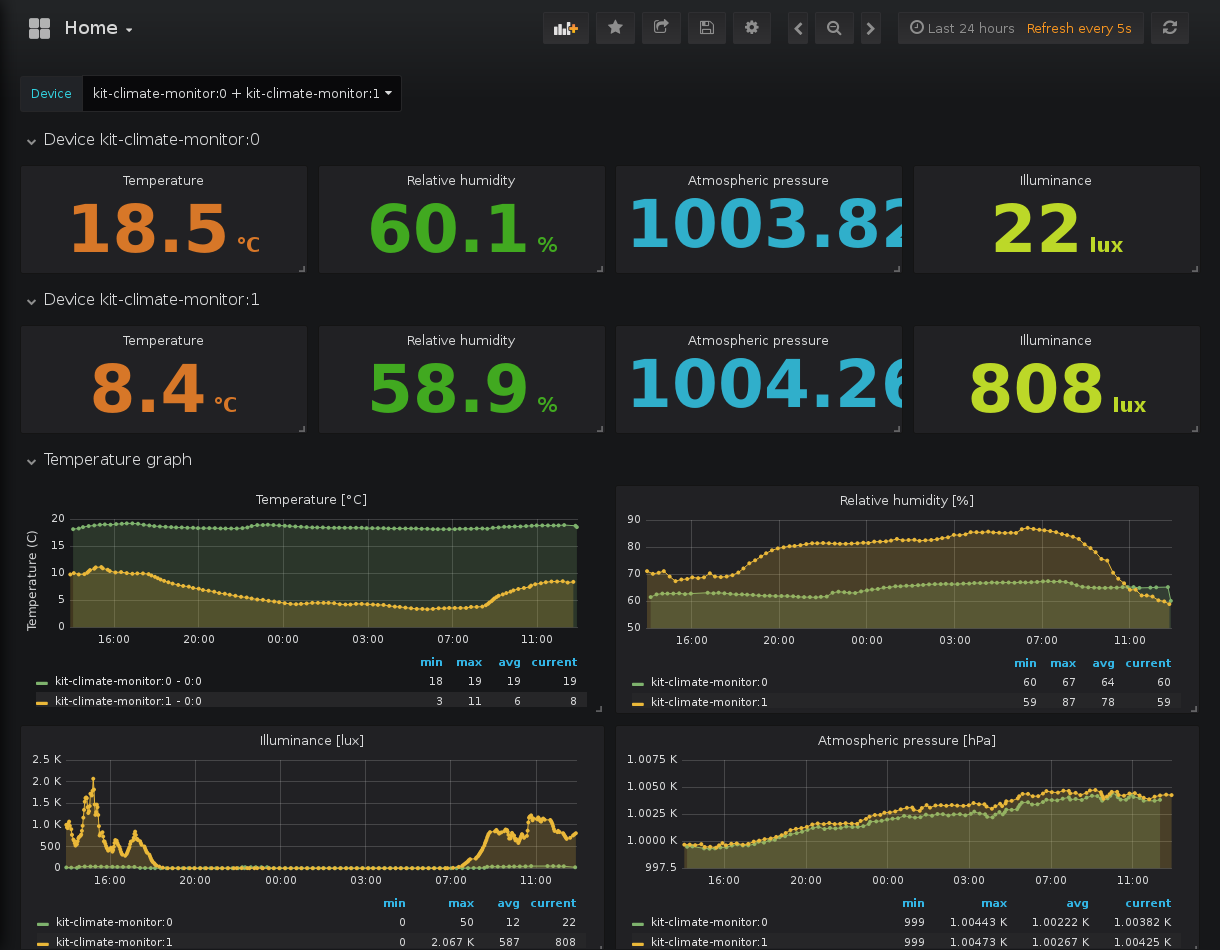 Home
Last 24 hours Refresh every 5s
Device kit-climate-monitor:0 + kit-climate-monitor:1
Device kit-climate-monitor:0
Temperature Relative humidity Atmospheric pressure Illuminance
18.5 °C 60.1 % 1003.82 22 lux
Device kit-climate-monitor:1
Temperature Relative humidity Atmospheric pressure Illuminance
8.4 °C 58.9 % 1004.26 808 lux
Temperature graph
Temperature [°C]
Temperature (C)
20
15
10
5
0
16:00 20:00 00:00 03:00 07:00 11:00
min max avg current
kit-climate-monitor:0 - 0:0 18 19 19 19
kit-climate-monitor:1 - 0:0 3 11 6 8
Relative humidity [%]
90
80
70
60
50
16:00 20:00 00:00 03:00 07:00 11:00
min max avg current
kit-climate-monitor:0 60 67 64 60
kit-climate-monitor:1 59 87 78 59
Illuminance [lux]
2.5 K
2.0 K
1.5 K
1.0 K
500
0
16:00 20:00 00:00 03:00 07:00 11:00
min max avg current
kit-climate-monitor:0 0 50 12 22
kit-climate-monitor:1 0 2.067 K 587 808
Atmospheric pressure [hPa]
1.0075 K
1.0050 K
1.0025 K
1.0000 K
997.5
16:00 20:00 00:00 03:00 07:00 11:00
min max avg current
kit-climate-monitor:0 999 1.00443 K 1.00222 K 1.00382 K
kit-climate-monitor:1 999 1.00473 K 1.00267 K 1.00425 K